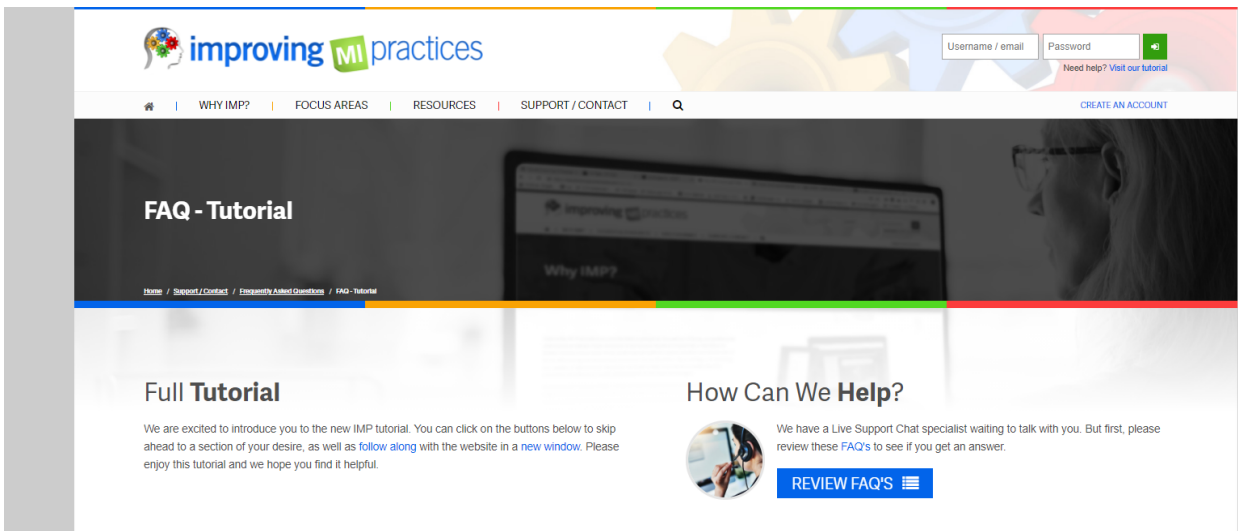 improving MI practices
Username / email
Password
Need help? Visit our tutorial
WHY IMP?
FOCUS AREAS
RESOURCES
SUPPORT / CONTACT
CREATE AN ACCOUNT
improving MI practices
Why IMP?
FAQ - Tutorial
Home / Support / Contact / Frequently Asked Questions / FAQ - Tutorial
Full Tutorial
We are excited to introduce you to the new IMP tutorial. You can click on the buttons below to skip
ahead to a section of your desire, as well as follow along with the website in a new window. Please
enjoy this tutorial and we hope you find it helpful.
How Can We Help?
We have a Live Support Chat specialist waiting to talk with you. But first, please
review these FAQ's to see if you get an answer.
REVIEW FAQ'S